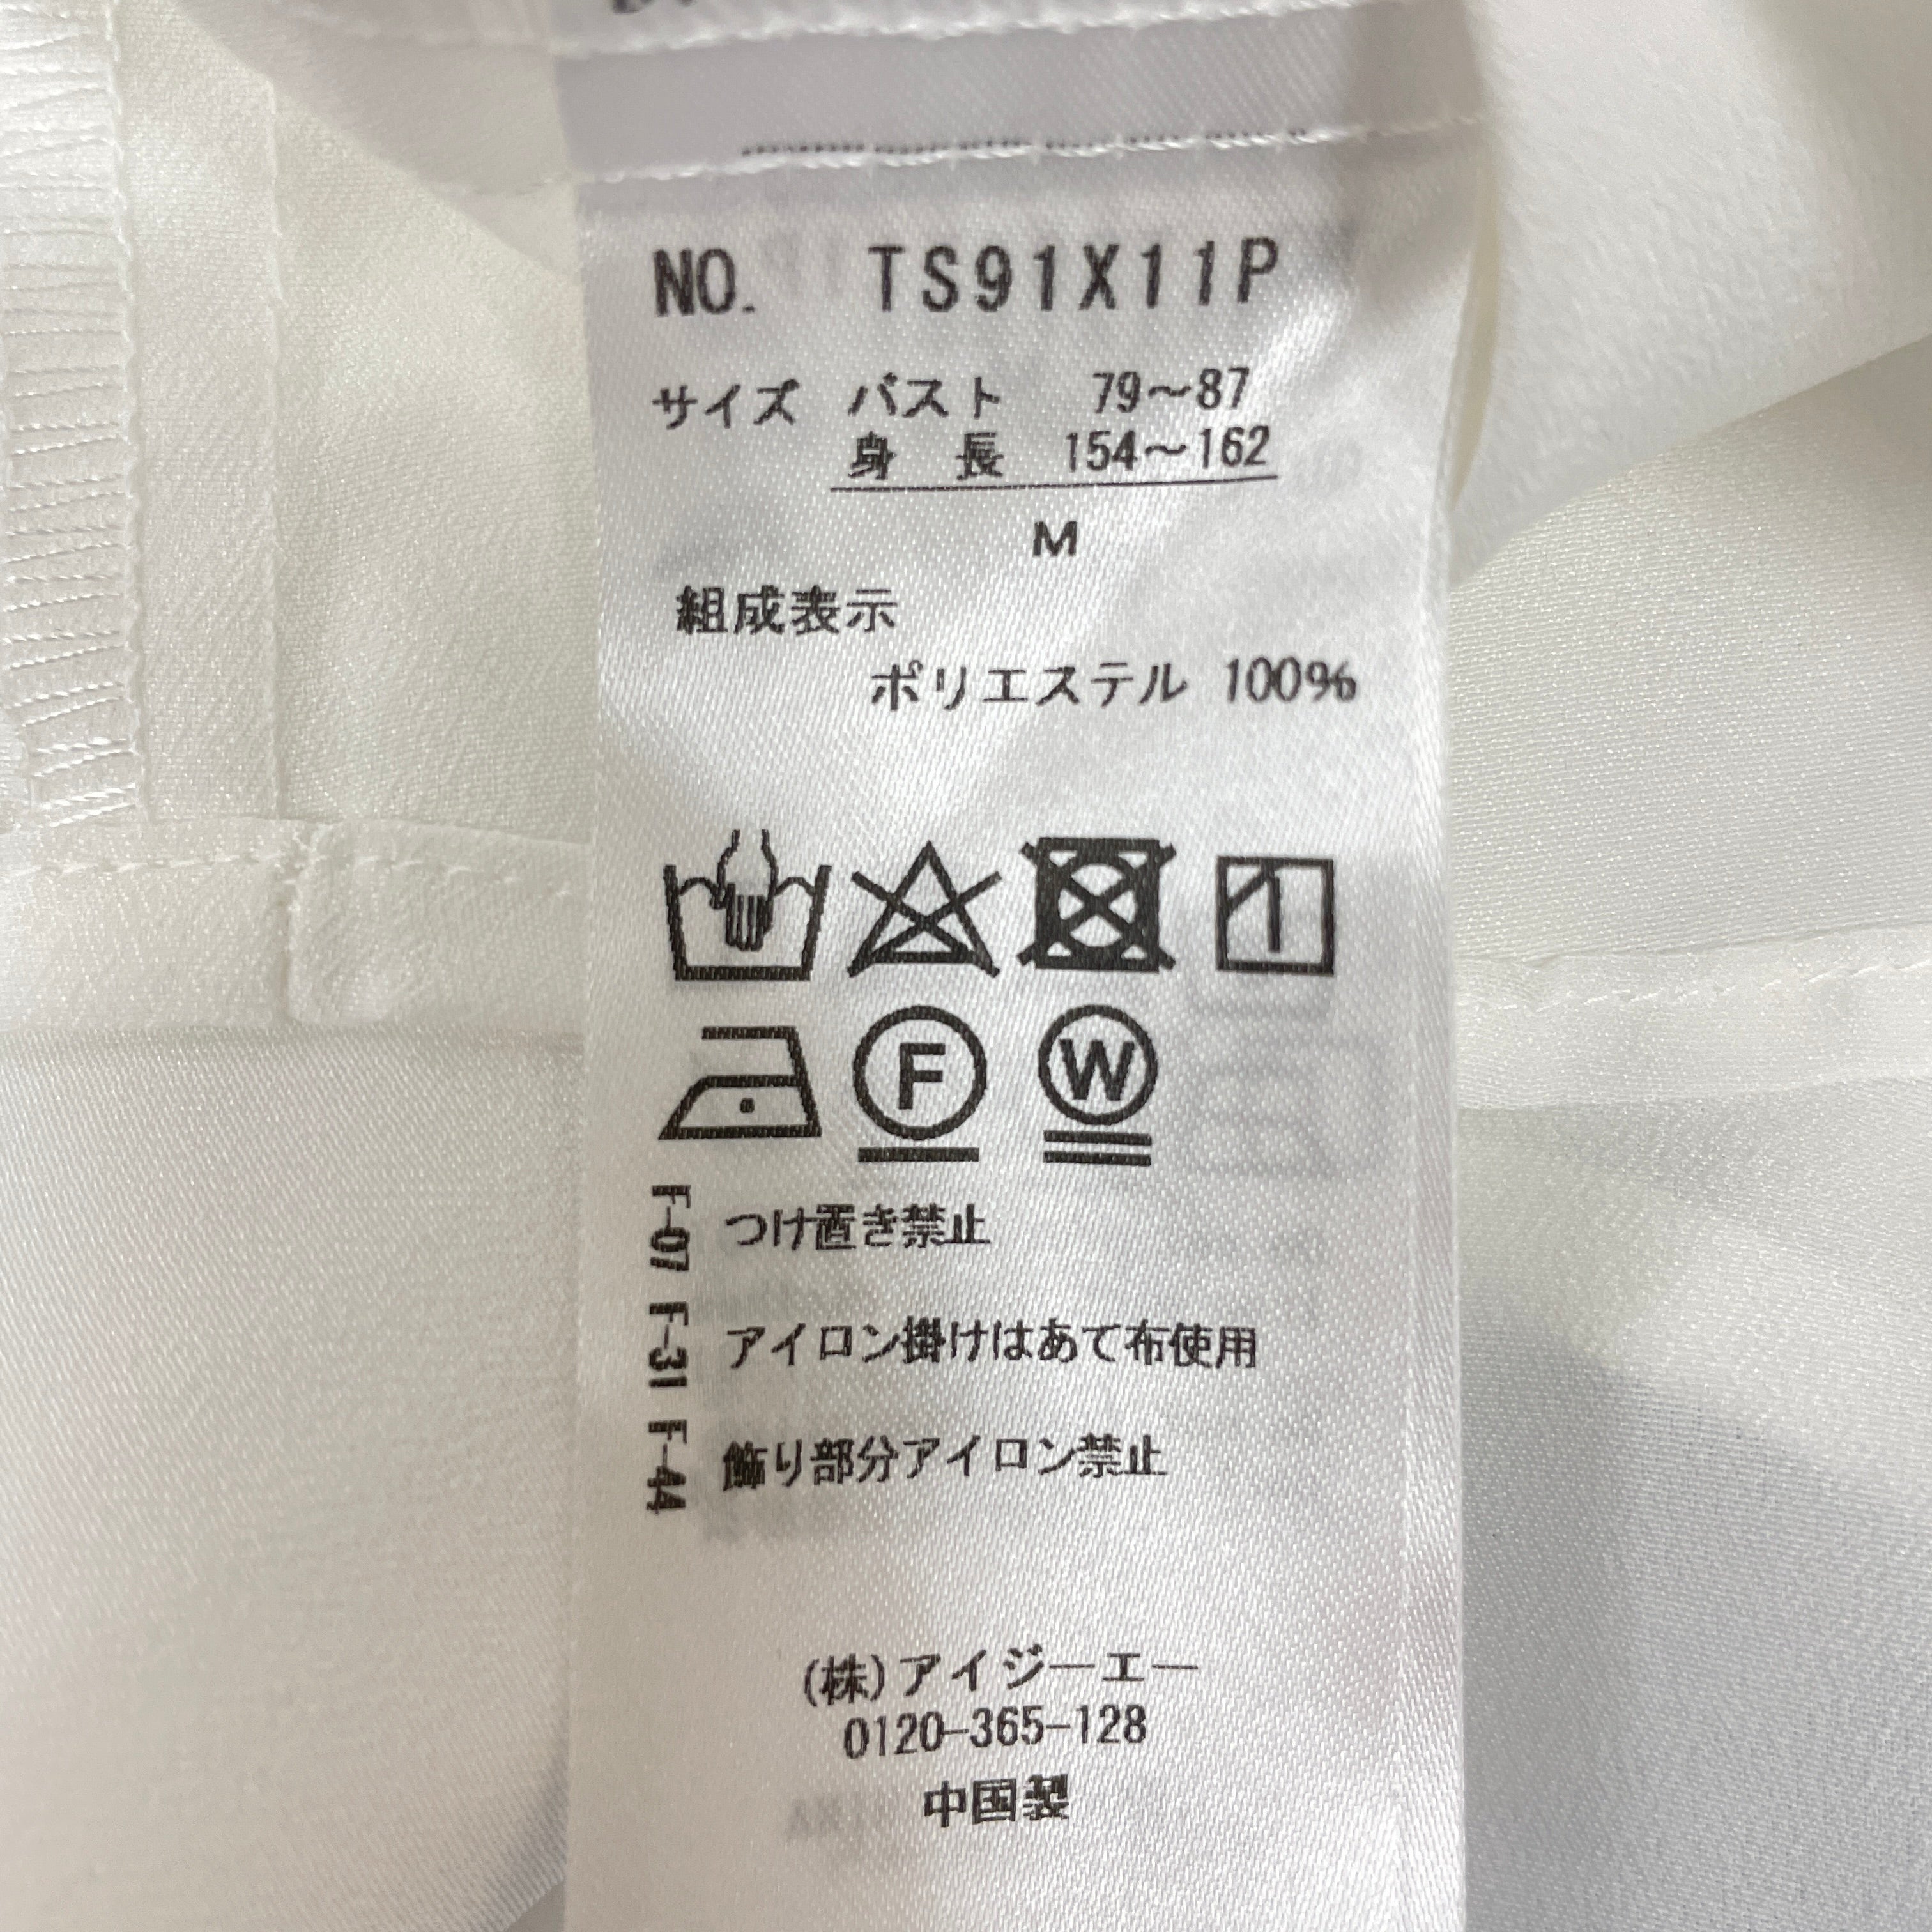 NO. TS91X11P
サイズ バスト 79～87
身長 154～162
M
組成表示
ポリエステル 100%
1
F W
F-07 つけ置き禁止
F-31 アイロン掛けはあて布使用
F-44 飾り部分アイロン禁止
(株)アイジーエー
0120-365-128
中国製